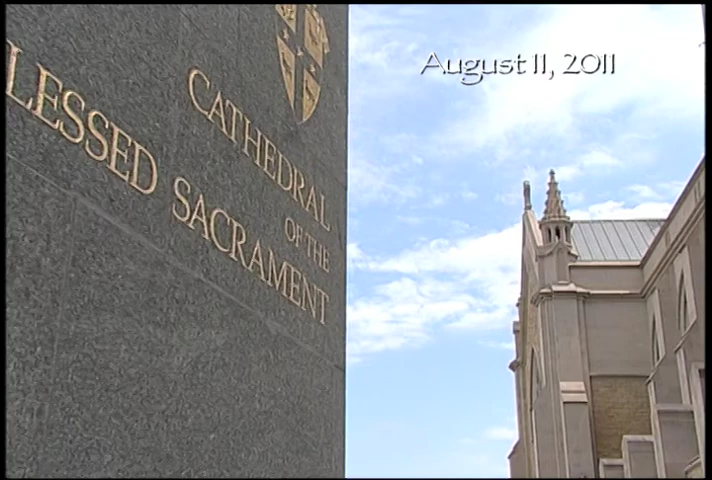 August 11, 2011
CATHEDRAL
OF THE
LESSED SACRAMENT